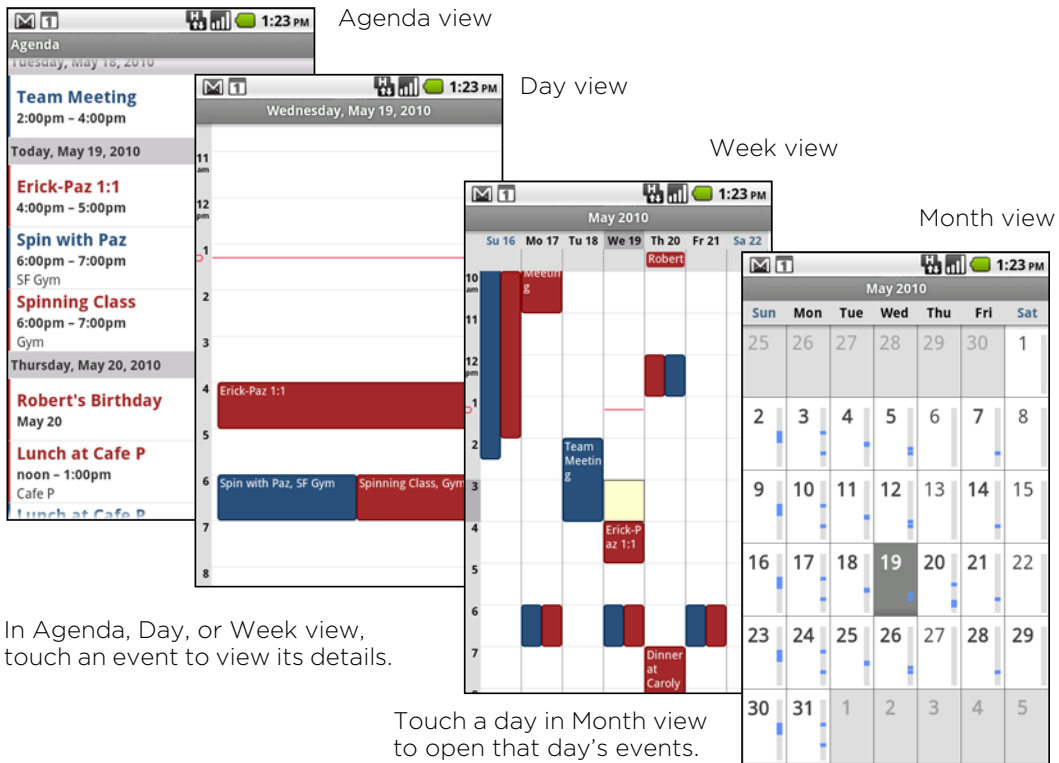 Agenda view
1:23 PM
Agenda
Tuesday, May 18, 2010
Team Meeting
2:00pm – 4:00pm
Today, May 19, 2010
Erick-Paz 1:1
4:00pm – 5:00pm
Spin with Paz
6:00pm – 7:00pm
SF Gym
Spinning Class
6:00pm – 7:00pm
Gym
Thursday, May 20, 2010
Robert's Birthday
May 20
Lunch at Cafe P
noon – 1:00pm
Cafe P
Lunch at Cafe P
Day view
1
1:23 PM
Wednesday, May 19, 2010
11
am
12
pm
1
2
3
4
Erick-Paz 1:1
5
6
Spin with Paz, SF Gym
Spinning Class, Gym
7
8
Week view
1
H
1:23 PM
May 2010
Su 16 Mo 17 Tu 18 We 19 Th 20 Fr 21 Sa 22
Robert
10
am
Meetin
g
11
12
pm
1
2
Team
Meetin
g
3
4
Erick-P
az 1:1
5
6
7
Dinner
at
Caroly
Month view
1
H
1:23 PM
May 2010
Sun Mon Tue Wed Thu Fri Sat
25 26 27 28 29 30 1
2 3 4 5 6 7 8
9 10 11 12 13 14 15
16 17 18 19 20 21 22
23 24 25 26 27 28 29
30 31 1 2 3 4 5
In Agenda, Day, or Week view,
touch an event to view its details.
Touch a day in Month view
to open that day's events.